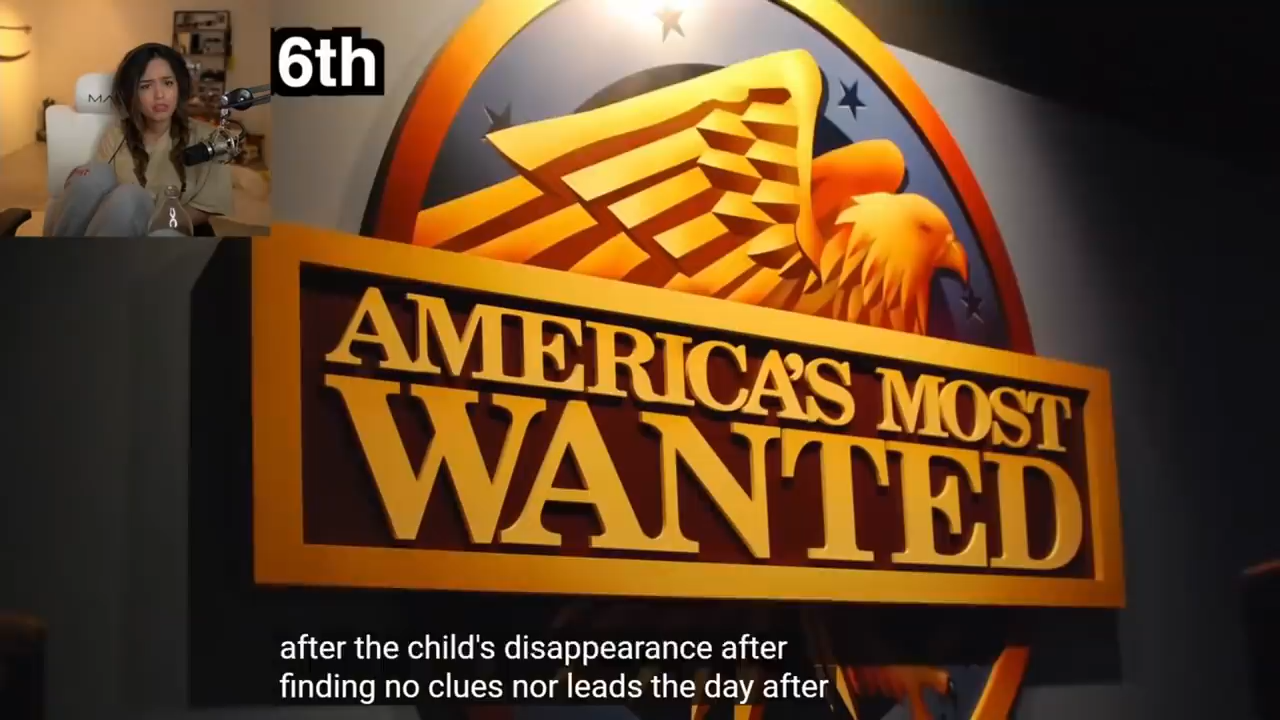 6th
AMERICA'S MOST
WANTED
after the child's disappearance after
finding no clues nor leads the day after